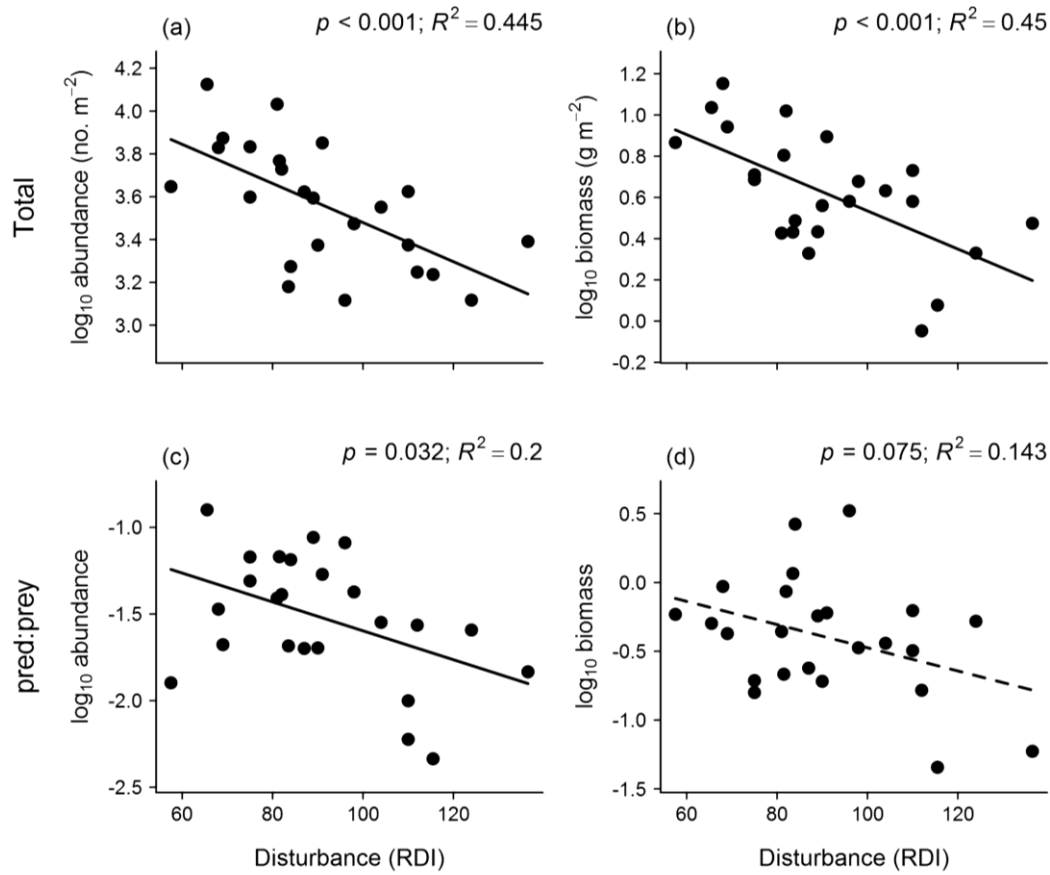 (a) p < 0.001; R² = 0.445
Total
log₁₀ abundance (no. m⁻²)
4.2
4.0
3.8
3.6
3.4
3.2
3.0
(b) p < 0.001; R² = 0.45
log₁₀ biomass (g m⁻²)
1.2
1.0
0.8
0.6
0.4
0.2
0.0
-0.2
(c) p = 0.032; R² = 0.2
pred:prey
log₁₀ abundance
-1.0
-1.5
-2.0
-2.5
60 80 100 120
Disturbance (RDI)
(d) p = 0.075; R² = 0.143
log₁₀ biomass
0.5
0.0
-0.5
-1.0
-1.5
60 80 100 120
Disturbance (RDI)